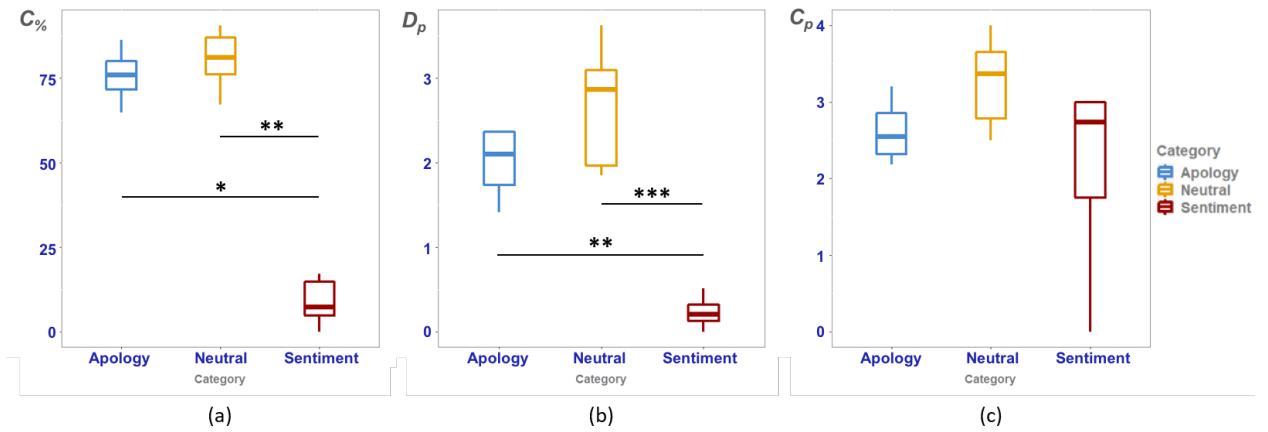 C%
75
50
25
0
**
*
Apology Neutral Sentiment
Category
(a)
Dp
3
2
1
0
***
**
Apology Neutral Sentiment
Category
(b)
Cp
4
3
2
1
0
Apology Neutral Sentiment
Category
(c)
Category
Apology
Neutral
Sentiment